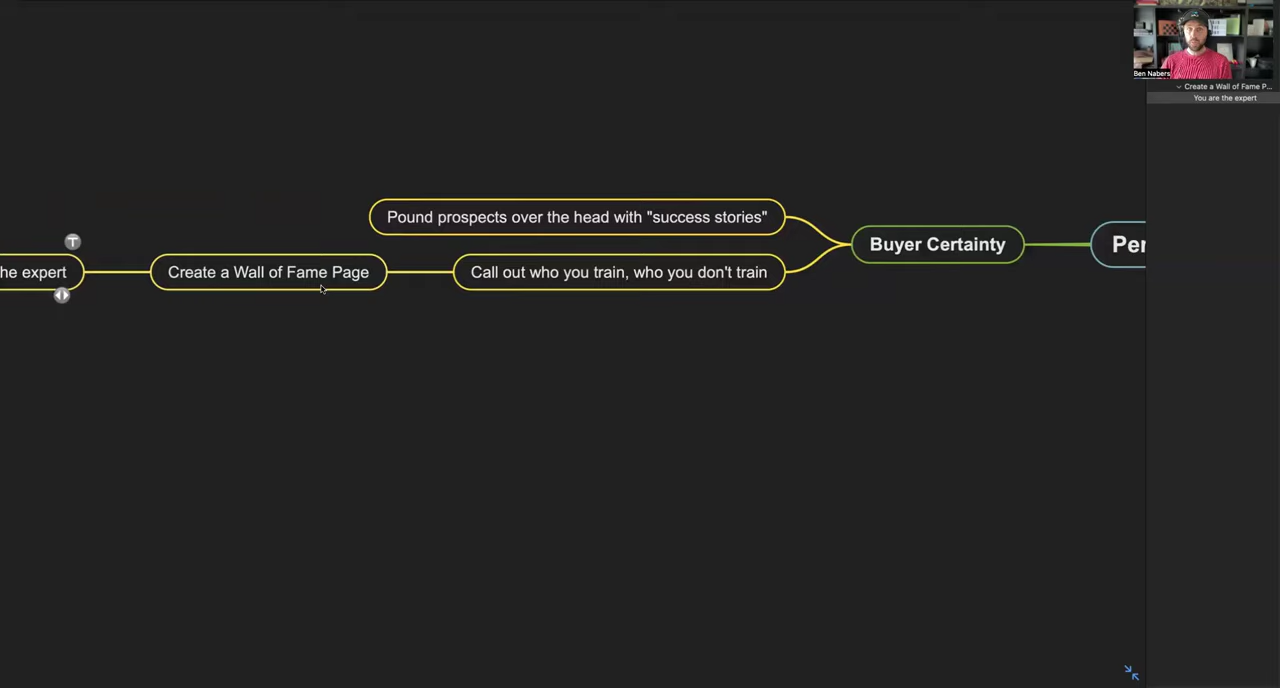 Ben Nabers
Create a Wall of Fame P...
You are the expert
Pound prospects over the head with "success stories"
Buyer Certainty
he expert
Create a Wall of Fame Page
Call out who you train, who you don't train
T